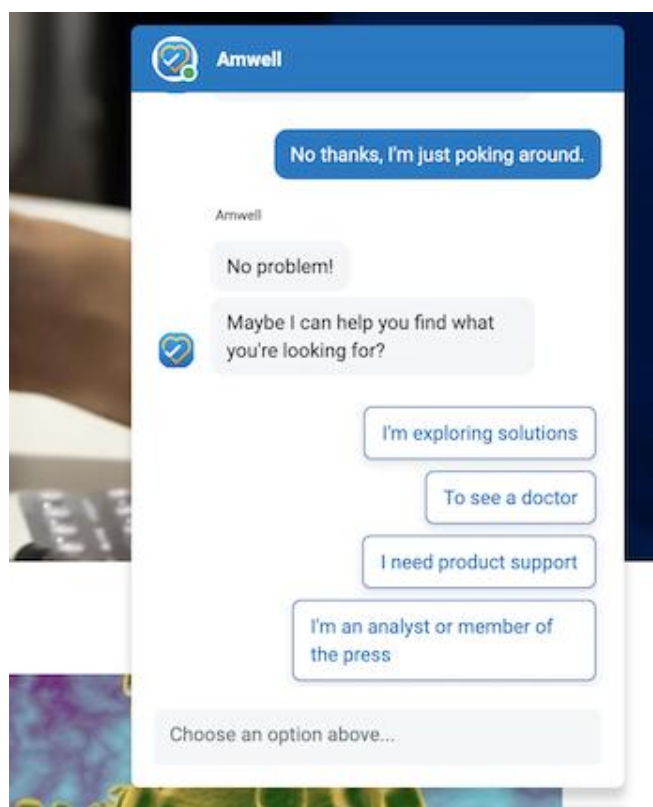 Amwell
No thanks, I'm just poking around.
Amwell
No problem!
Maybe I can help you find what
you're looking for?
I'm exploring solutions
To see a doctor
I need product support
I'm an analyst or member of
the press
Choose an option above...